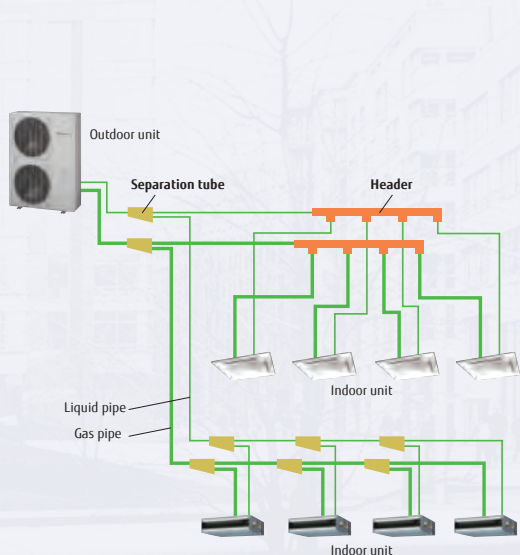 Outdoor unit
Separation tube
Header
Indoor unit
Liquid pipe
Gas pipe
Indoor unit